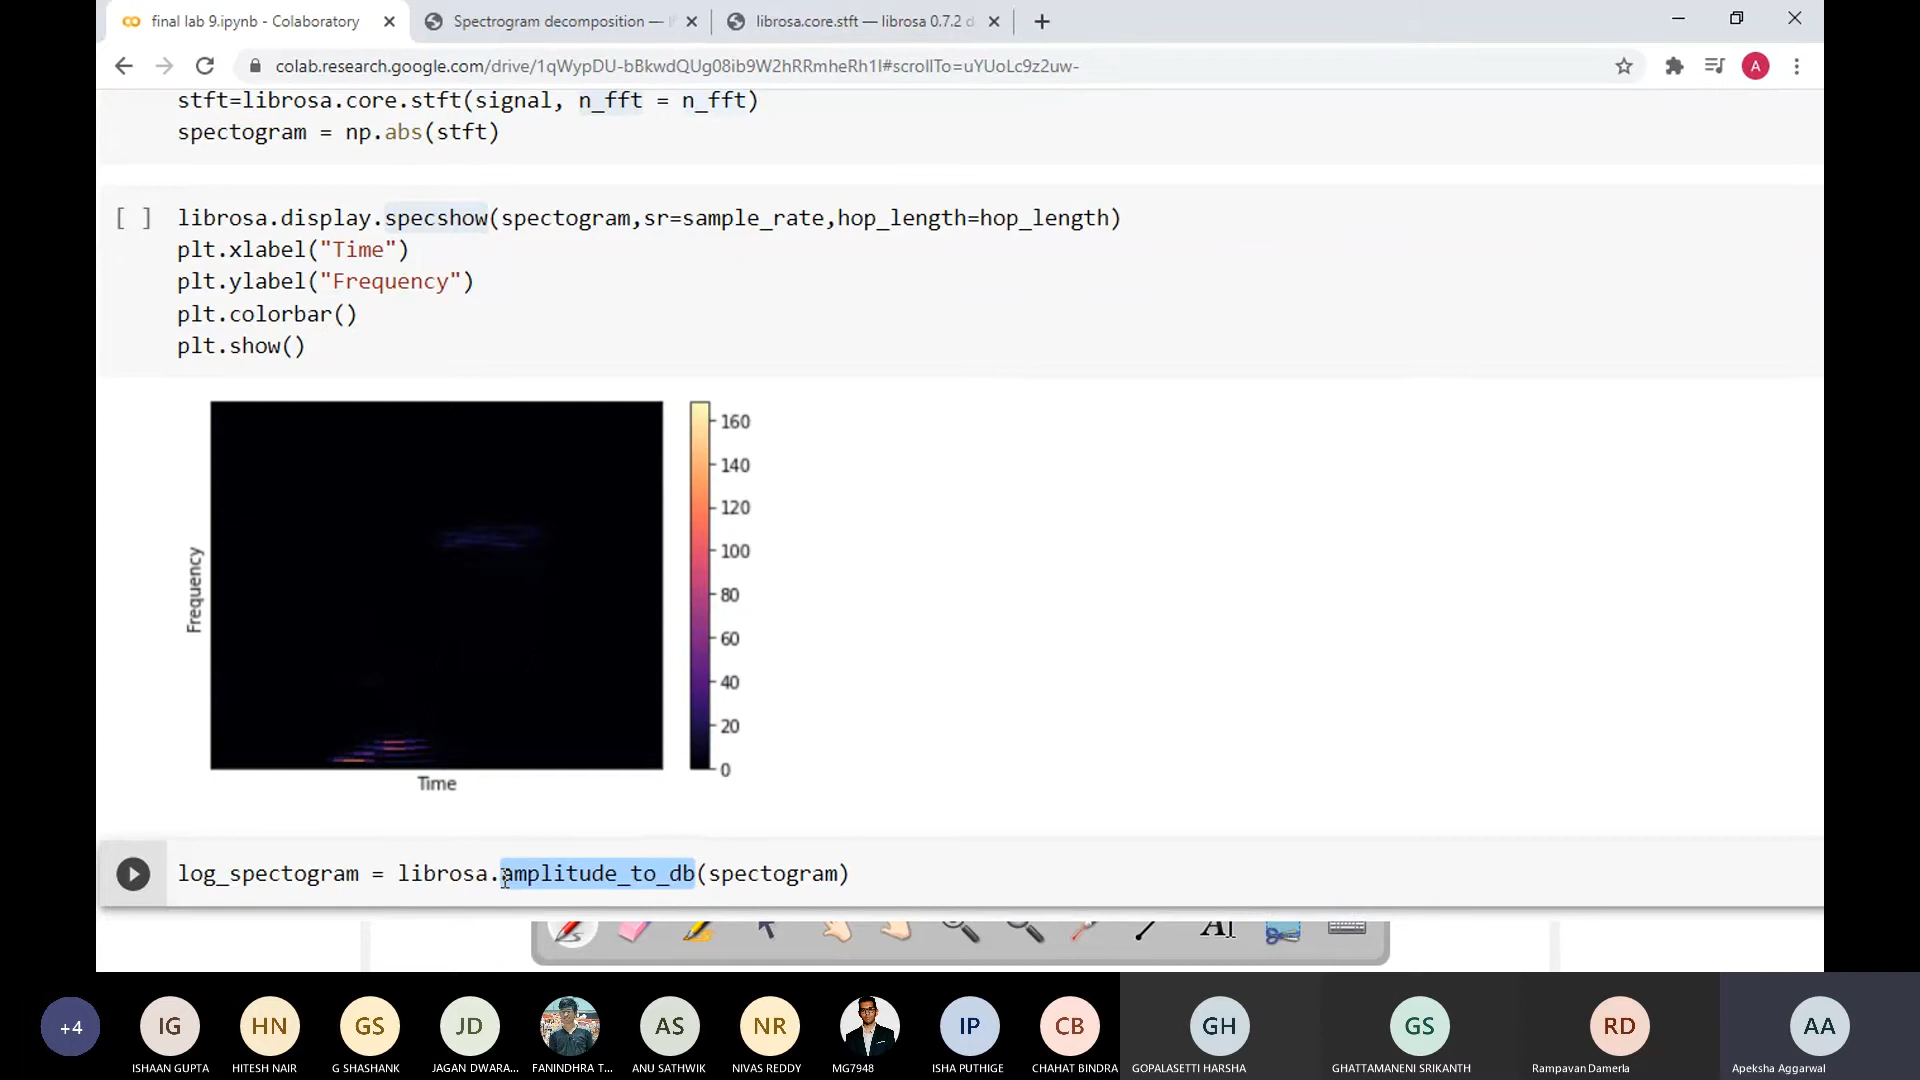 final lab 9.ipynb - Colaboratory
Spectrogram decomposition —
librosa.core.stft — librosa 0.7.2 d
colab.research.google.com/drive/1qWypDU-bBkwdQUg08ib9W2hRRmheRh1l#scrollTo=uYUoLc9z2uw-
A
stft=librosa.core.stft(signal, n_fft = n_fft)
spectogram = np.abs(stft)
[ ] librosa.display.specshow(spectogram,sr=sample_rate,hop_length=hop_length)
plt.xlabel("Time")
plt.ylabel("Frequency")
plt.colorbar()
plt.show()
160
140
120
100
80
60
40
20
0
Frequency
Time
log_spectogram = librosa.amplitude_to_db(spectogram)
+4
IG
HN
GS
JD
AS
NR
IP
CB
GH
GS
RD
AA
ISHAAN GUPTA
HITESH NAIR
G SHASHANK
JAGAN DWARA...
FANINDHRA T...
ANU SATHWIK
NIVAS REDDY
MG7948
ISHA PUTHIGE
CHAHAT BINDRA
GOPALASETTI HARSHA
GHATTAMANENI SRIKANTH
Rampavan Damerla
Apeksha Aggarwal